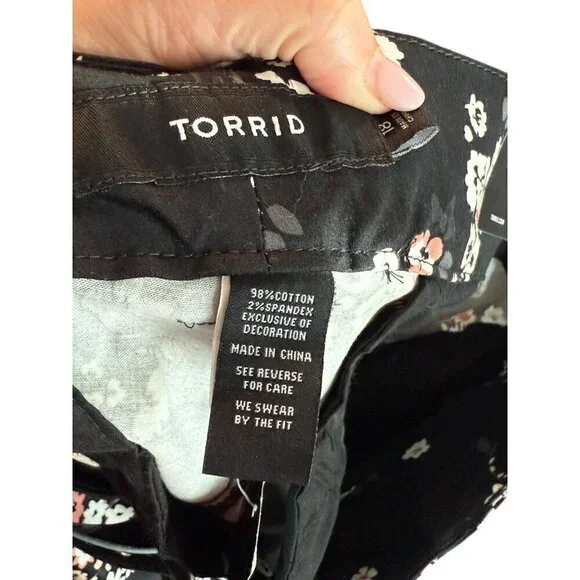 TORRID
18
98%COTTON
2%SPANDEX
EXCLUSIVE OF
DECORATION
MADE IN CHINA
SEE REVERSE
FOR CARE
WE SWEAR
BY THE FIT